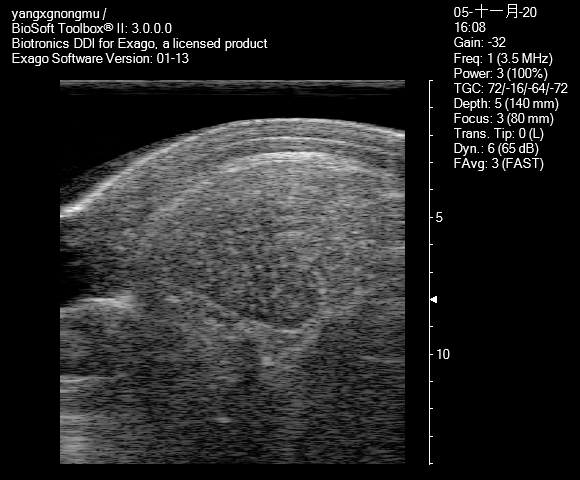 yangxgnongmu /
BioSoft Toolbox® II: 3.0.0.0
Biotronics DDI for Exago, a licensed product
Exago Software Version: 01-13
05-十一月-20
16:08
Gain: -32
Freq: 1 (3.5 MHz)
Power: 3 (100%)
TGC: 72/-16/-64/-72
Depth: 5 (140 mm)
Focus: 3 (80 mm)
Trans. Tip: 0 (L)
Dyn.: 6 (65 dB)
FAvg: 3 (FAST)
5
10